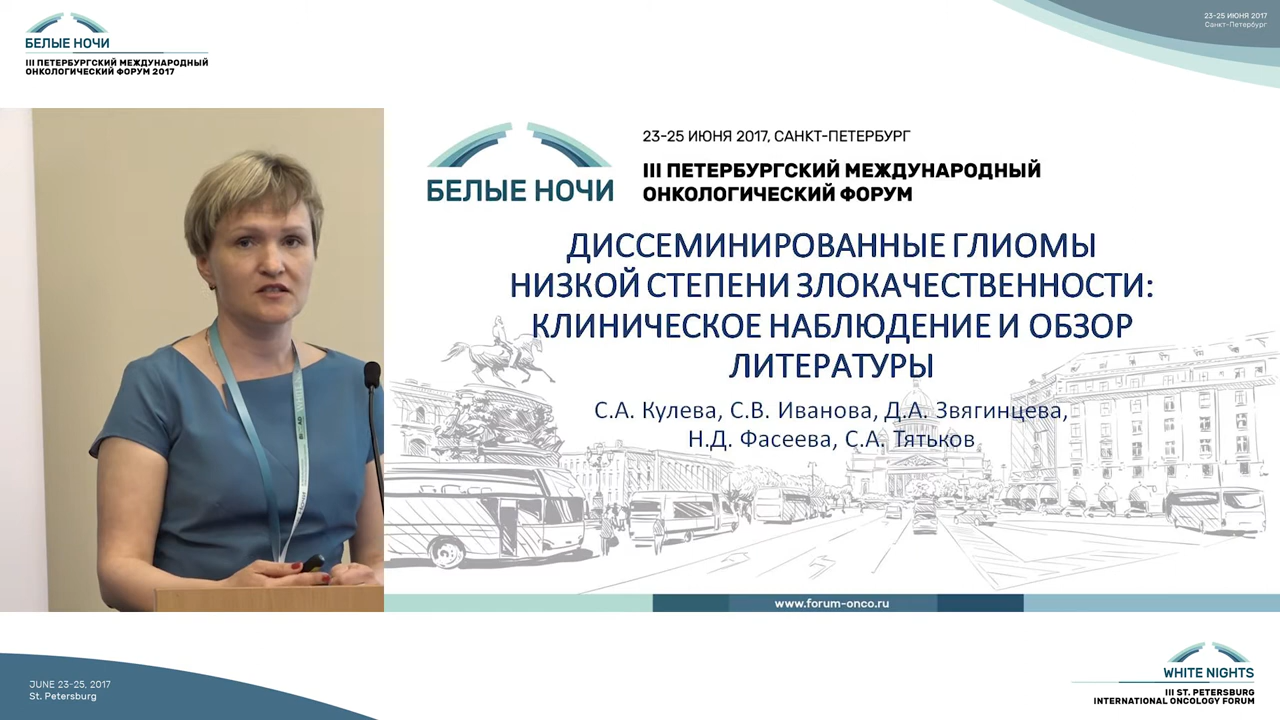 БЕЛЫЕ НОЧИ
III ПЕТЕРБУРГСКИЙ МЕЖДУНАРОДНЫЙ
ОНКОЛОГИЧЕСКИЙ ФОРУМ 2017
23-25 ИЮНЯ 2017
Санкт-Петербург
БЕЛЫЕ НОЧИ
23-25 ИЮНЯ 2017, САНКТ-ПЕТЕРБУРГ
III ПЕТЕРБУРГСКИЙ МЕЖДУНАРОДНЫЙ
ОНКОЛОГИЧЕСКИЙ ФОРУМ
ДИССЕМИНИРОВАННЫЕ ГЛИОМЫ
НИЗКОЙ СТЕПЕНИ ЗЛОКАЧЕСТВЕННОСТИ:
КЛИНИЧЕСКОЕ НАБЛЮДЕНИЕ И ОБЗОР
ЛИТЕРАТУРЫ
С.А. Кулева, С.В. Иванова, Д.А. Звягинцева,
Н.Д. Фасеева, С.А. Тятьков
www.forum-onco.ru
JUNE 23-25, 2017
St. Petersburg
WHITE NIGHTS
III ST. PETERSBURG
INTERNATIONAL ONCOLOGY FORUM